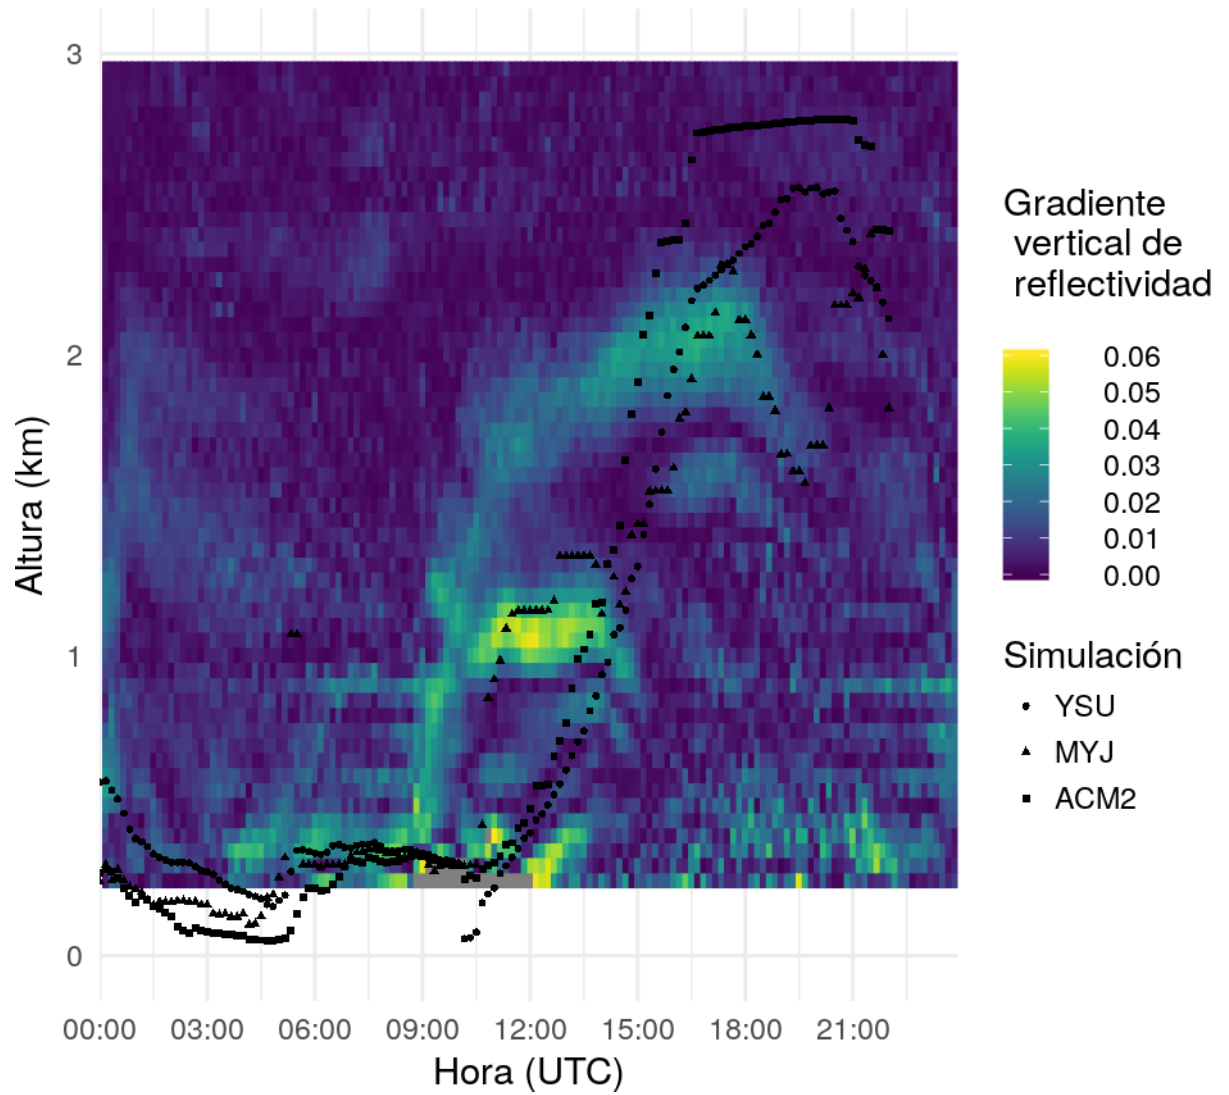 3
2
1
0
Altura (km)
00:00 03:00 06:00 09:00 12:00 15:00 18:00 21:00
Hora (UTC)
Gradiente
vertical de
reflectividad
0.06
0.05
0.04
0.03
0.02
0.01
0.00
Simulación
YSU
MYJ
ACM2